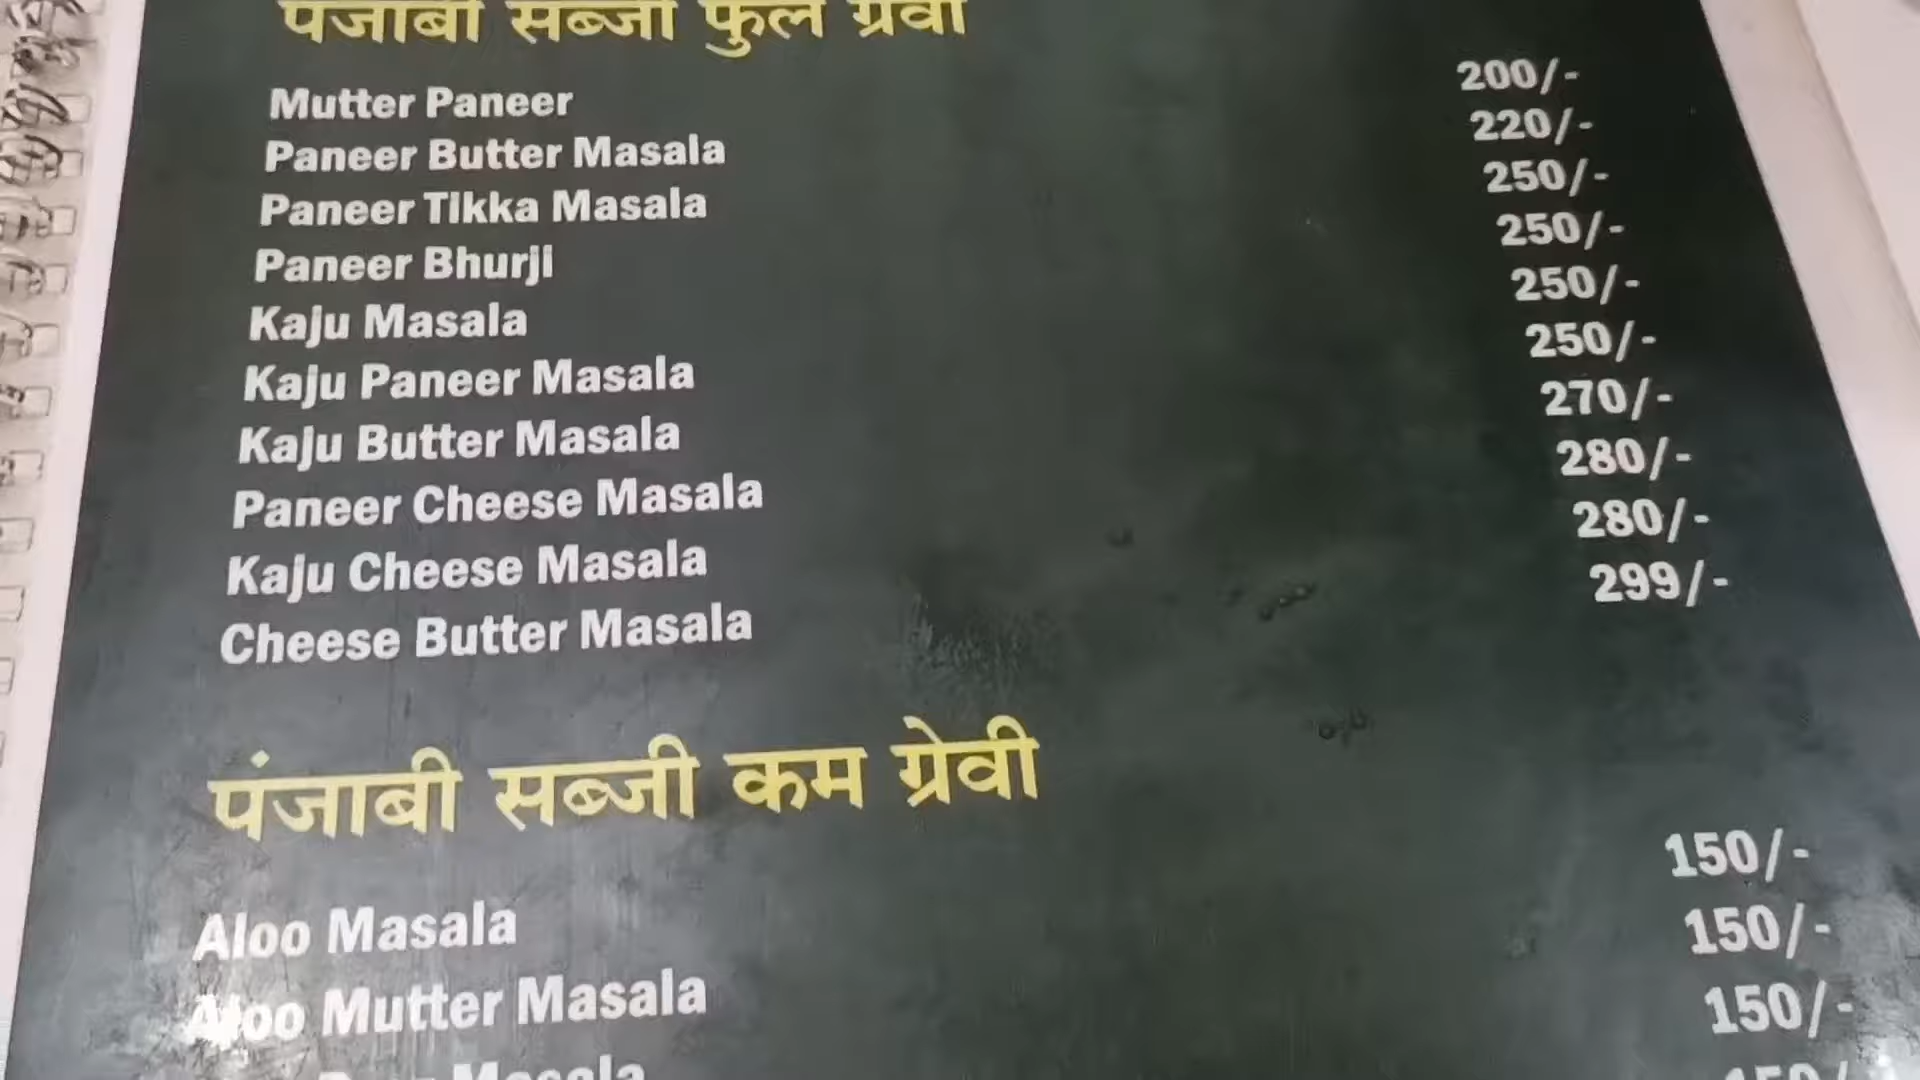 पंजाबी सब्जी फुल ग्रेवी
Mutter Paneer 200/-
Paneer Butter Masala 220/-
Paneer Tikka Masala 250/-
Paneer Bhurji 250/-
Kaju Masala 250/-
Kaju Paneer Masala 250/-
Kaju Butter Masala 270/-
Paneer Cheese Masala 280/-
Kaju Cheese Masala 280/-
Cheese Butter Masala 299/-
पंजाबी सब्जी कम ग्रेवी
Aloo Masala 150/-
Aloo Mutter Masala 150/-
Masala 150/-